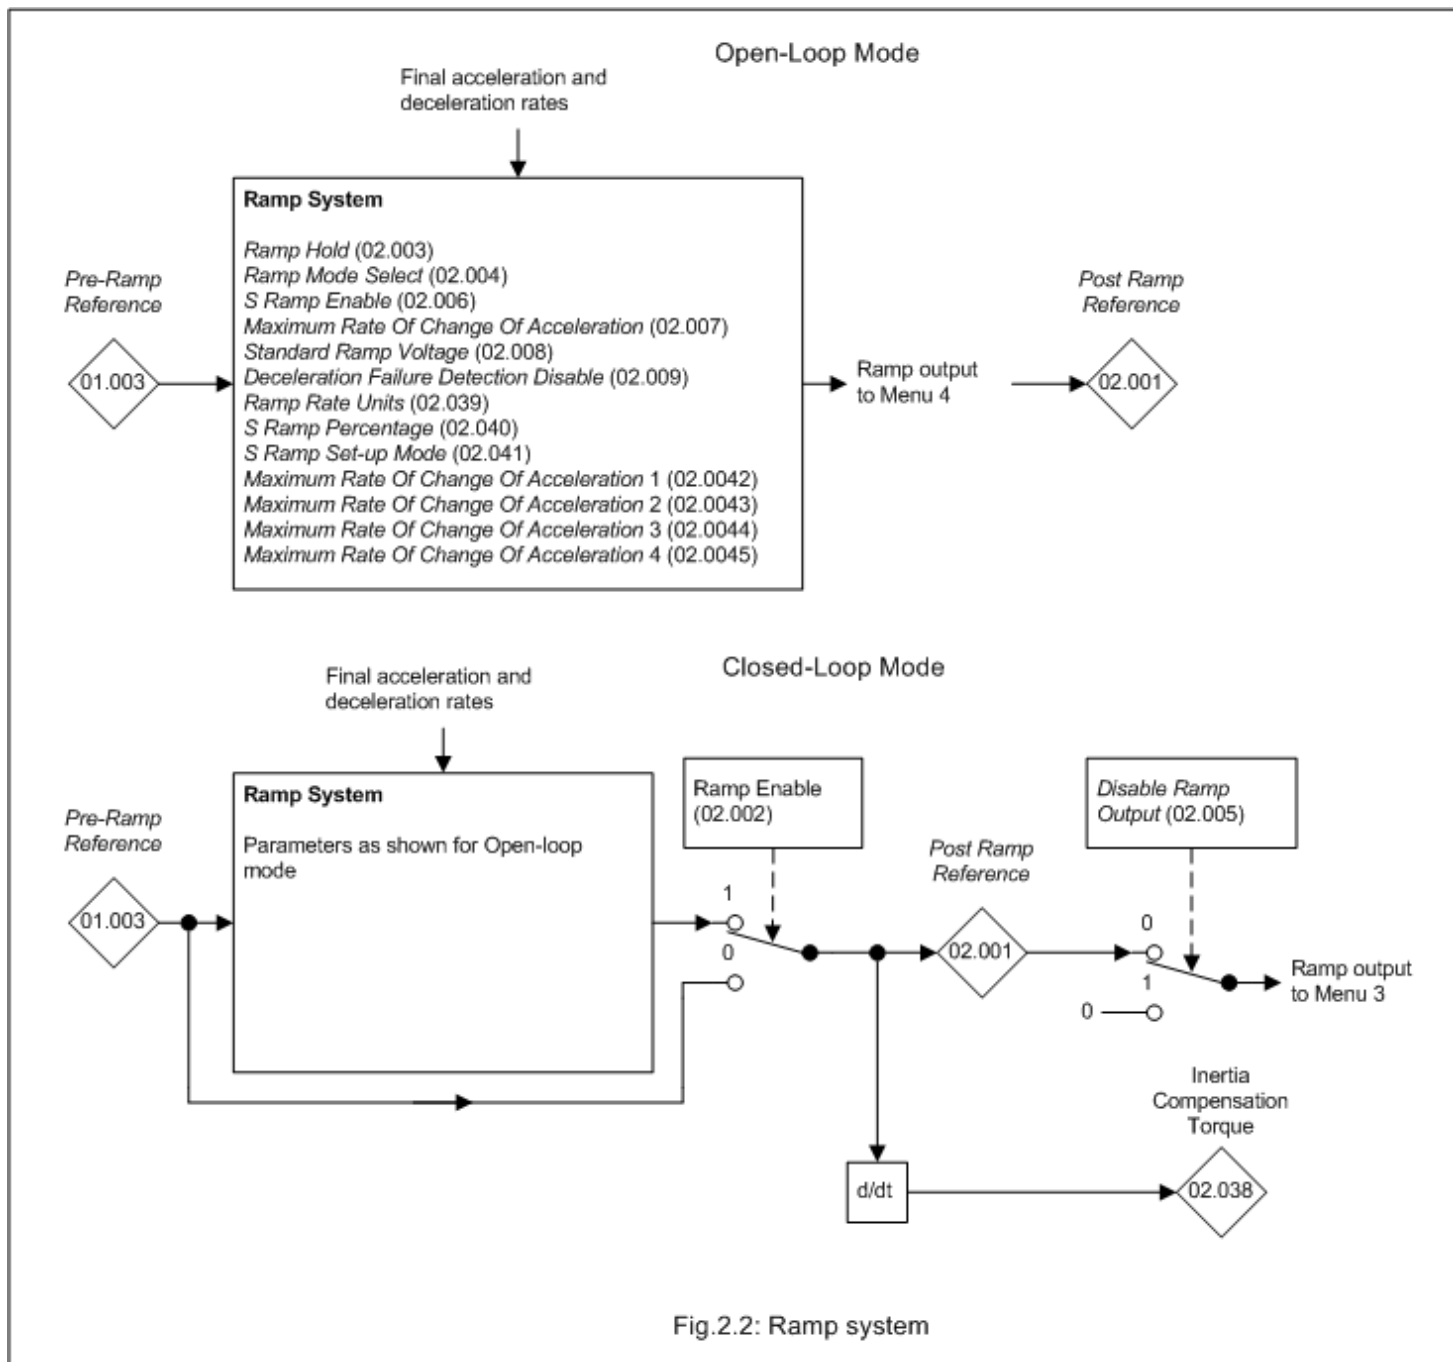 Open-Loop Mode
Final acceleration and
deceleration rates
Ramp System
Ramp Hold (02.003)
Ramp Mode Select (02.004)
S Ramp Enable (02.006)
Maximum Rate Of Change Of Acceleration (02.007)
Standard Ramp Voltage (02.008)
Deceleration Failure Detection Disable (02.009)
Ramp Rate Units (02.039)
S Ramp Percentage (02.040)
S Ramp Set-up Mode (02.041)
Maximum Rate Of Change Of Acceleration 1 (02.0042)
Maximum Rate Of Change Of Acceleration 2 (02.0043)
Maximum Rate Of Change Of Acceleration 3 (02.0044)
Maximum Rate Of Change Of Acceleration 4 (02.0045)
Pre-Ramp
Reference
01.003
Ramp output
to Menu 4
Post Ramp
Reference
02.001
Closed-Loop Mode
Final acceleration and
deceleration rates
Pre-Ramp
Reference
01.003
Ramp System
Parameters as shown for Open-loop
mode
Ramp Enable
(02.002)
1
0
Post Ramp
Reference
02.001
Disable Ramp
Output (02.005)
0
1
0
Ramp output
to Menu 3
d/dt
Inertia
Compensation
Torque
02.038
Fig.2.2: Ramp system